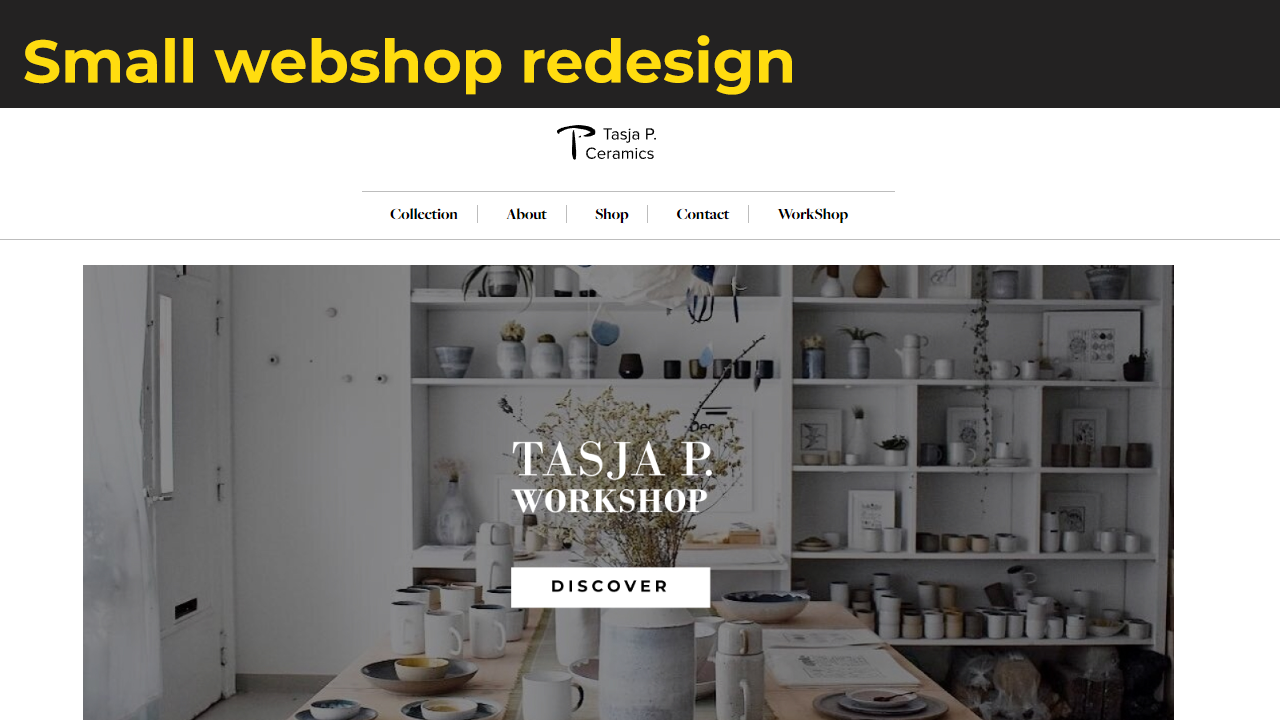 Small webshop redesign
Tasja P.
Ceramics
Collection About Shop Contact WorkShop
TASJA P.
WORKSHOP
DISCOVER